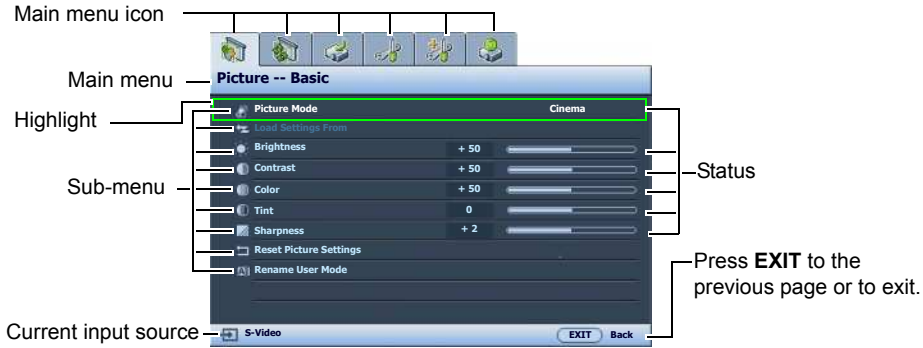 Main menu icon
Main menu
Picture -- Basic
Highlight
Picture Mode Cinema
Load Settings From
Brightness + 50
Contrast + 50
Status
Sub-menu
Color + 50
Tint 0
Sharpness + 2
Reset Picture Settings
Rename User Mode
Press EXIT to the
previous page or to exit.
Current input source
S-Video
EXIT Back